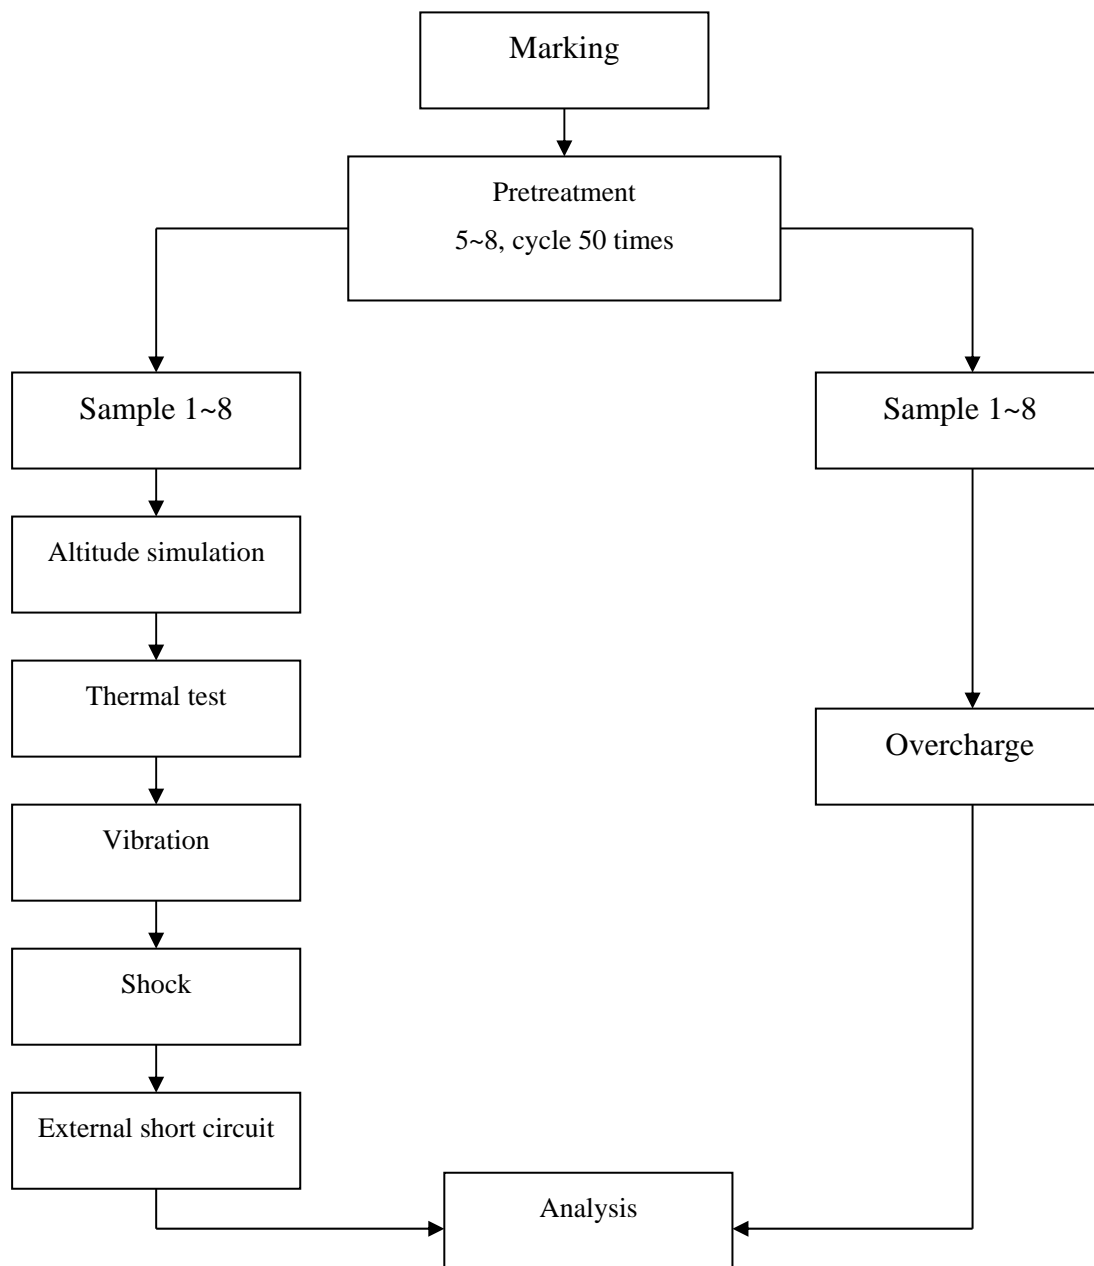 Marking
Pretreatment
5~8, cycle 50 times
Sample 1~8
Sample 1~8
Altitude simulation
Thermal test
Overcharge
Vibration
Shock
External short circuit
Analysis